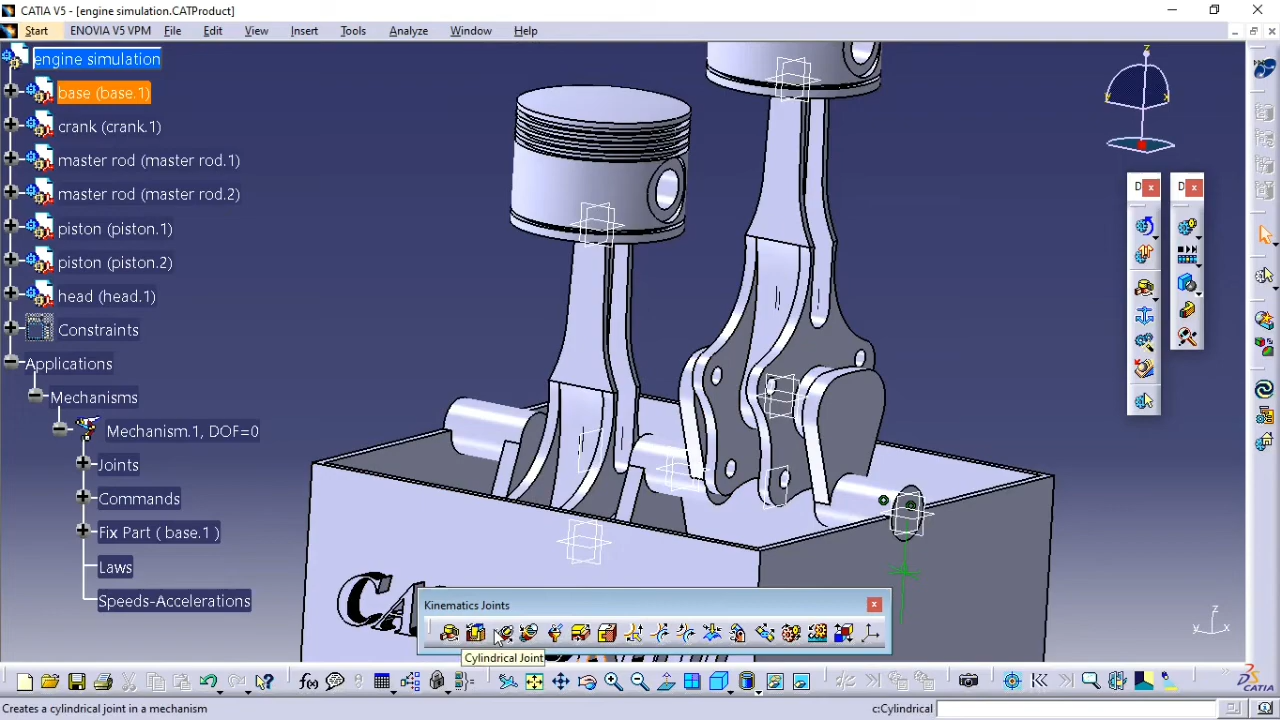 CATIA V5 - [engine simulation.CATProduct]
Start ENOVIA V5 VPM File Edit View Insert Tools Analyze Window Help
engine simulation
base (base.1)
crank (crank.1)
master rod (master rod.1)
master rod (master rod.2)
piston (piston.1)
piston (piston.2)
head (head.1)
Constraints
Applications
Mechanisms
Mechanism.1, DOF=0
Joints
Commands
Fix Part ( base.1 )
Laws
Speeds-Accelerations
z
x
D x D x
CA
Kinematics Joints
Cylindrical Joint
z
y x
f(x)
DS
CATIA
Creates a cylindrical joint in a mechanism
c:Cylindrical